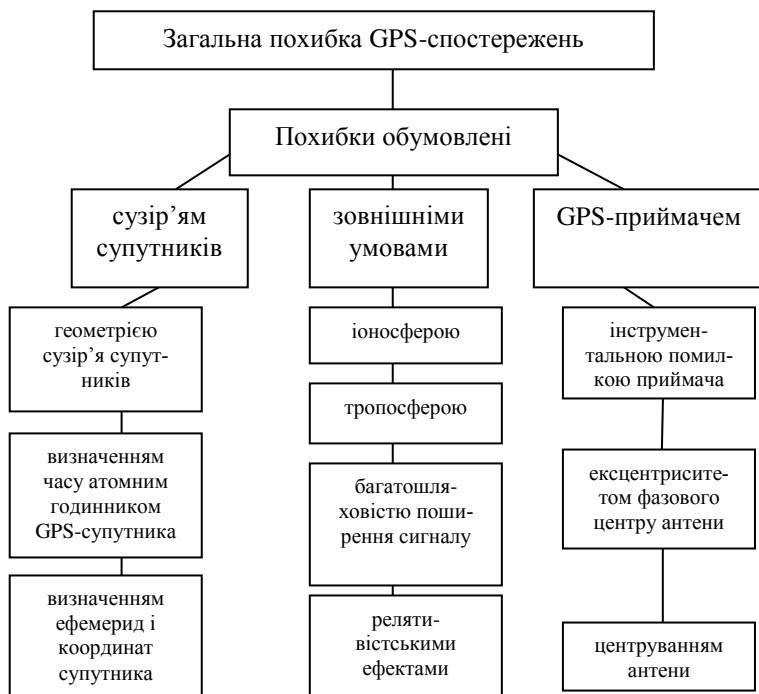 Загальна похибка GPS-спостережень
Похибки обумовлені
сузір’ям
супутників
зовнішніми
умовами
GPS-приймачем
геометрією
сузір’я супут-
ників
визначенням
часу атомним
годинником
GPS-супутника
визначенням
ефемерид і
координат
супутника
іоносферою
тропосферою
багатошля-
ховістю поши-
рення сигналу
реляти-
вістськими
ефектами
інструмен-
тальною помил-
кою приймача
ексцентрисите-
том фазового
центру антени
центруванням
антени